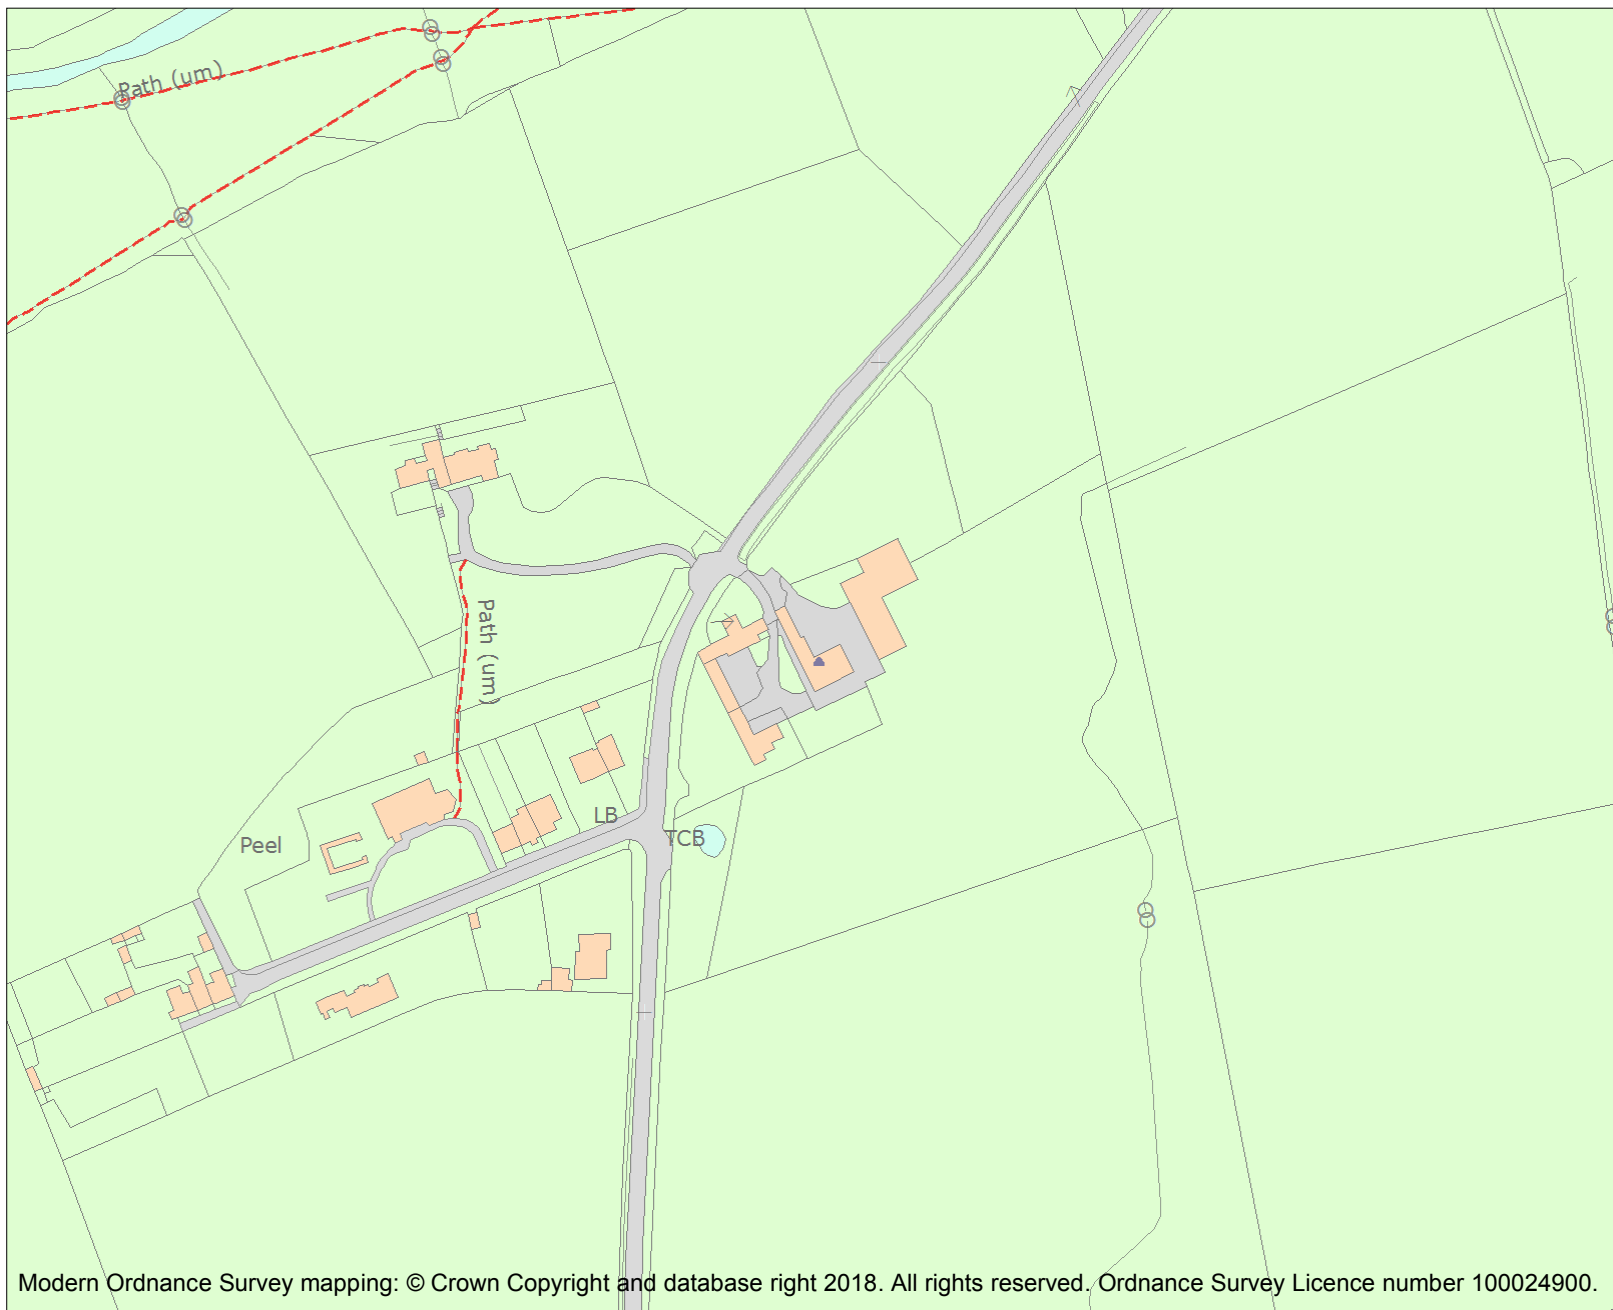 Path (um)
Path (um)
LB
TCB
Peel
Modern Ordnance Survey mapping: © Crown Copyright and database right 2018. All rights reserved. Ordnance Survey Licence number 100024900.